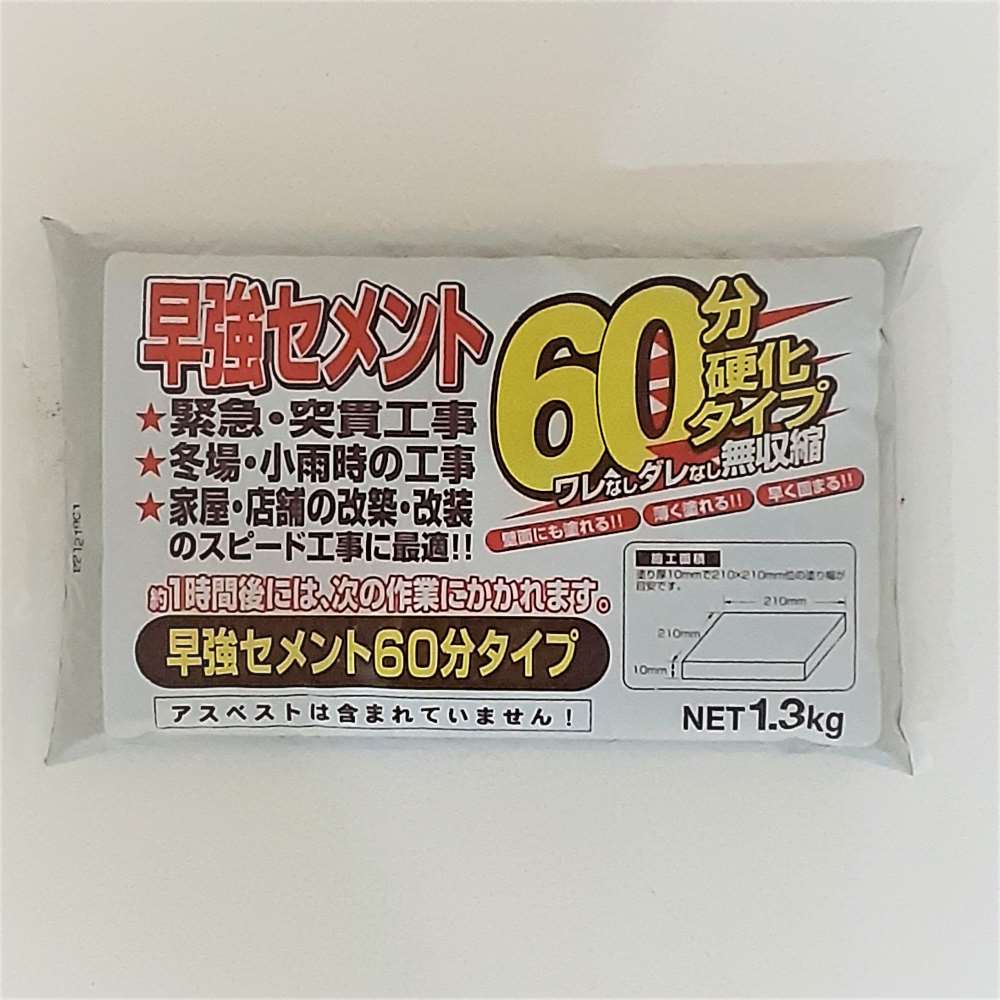 早強セメント
★緊急・突貫工事
★冬場・小雨時の工事
★家屋・店舗の改築・改装
のスピード工事に最適!!
約1時間後には、次の作業にかかれます。
早強セメント60分タイプ
アスベストは含まれていません!
60分
硬化
タイプ
ワレなしダレなし無収縮
壁面にも塗れる!!
薄く塗れる!!
早く固まる!!
施工面積
塗り厚10mmで210×210mm位の塗り幅が
目安です。
210mm
210mm
10mm
NET 1.3kg